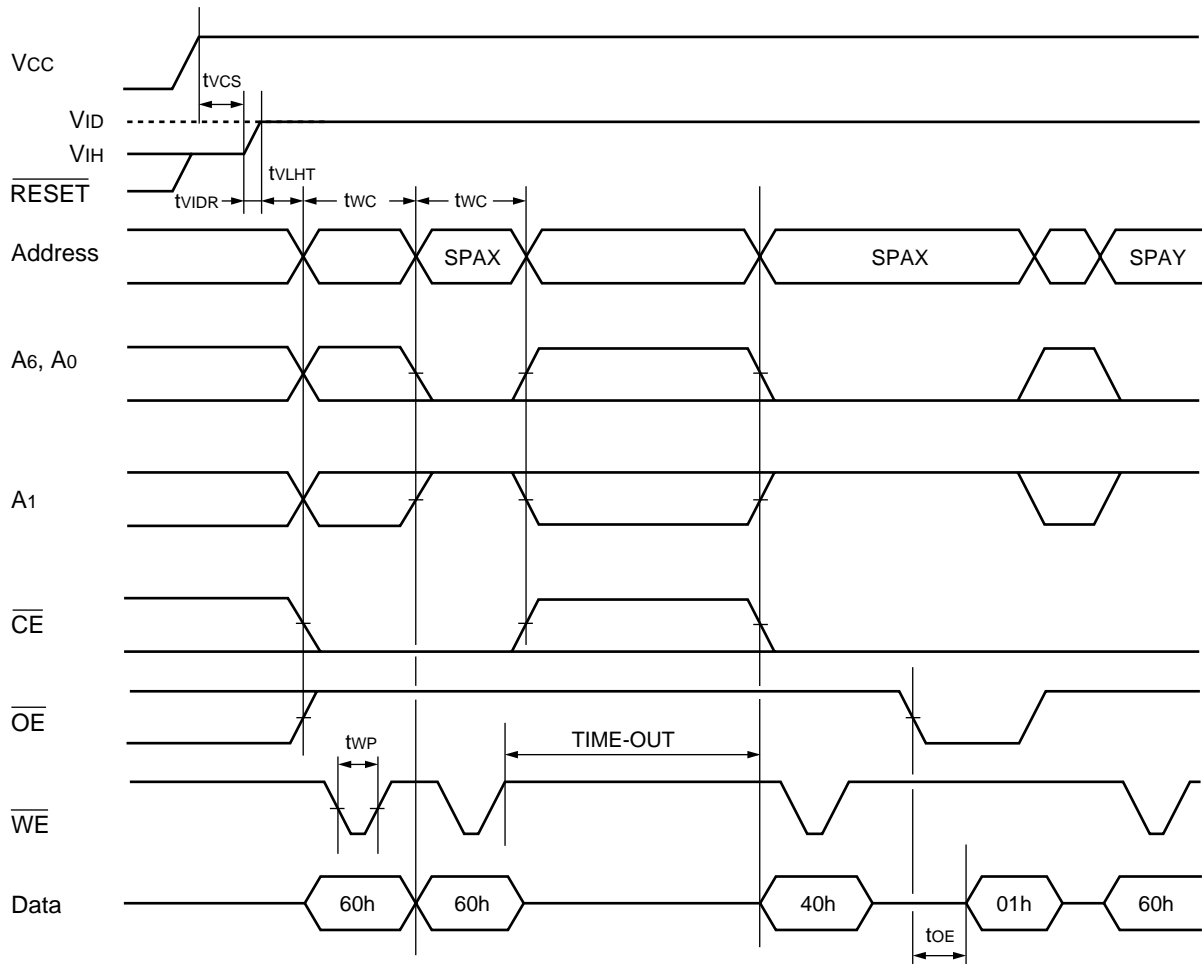 VCC
tVCS
VID
VIH
RESET
tVLHT
tVIDR
tWC
tWC
Address
SPAX
SPAX
SPAY
A6, A0
A1
CE
OE
TIME-OUT
tWP
WE
Data
60h
60h
40h
01h
60h
tOE